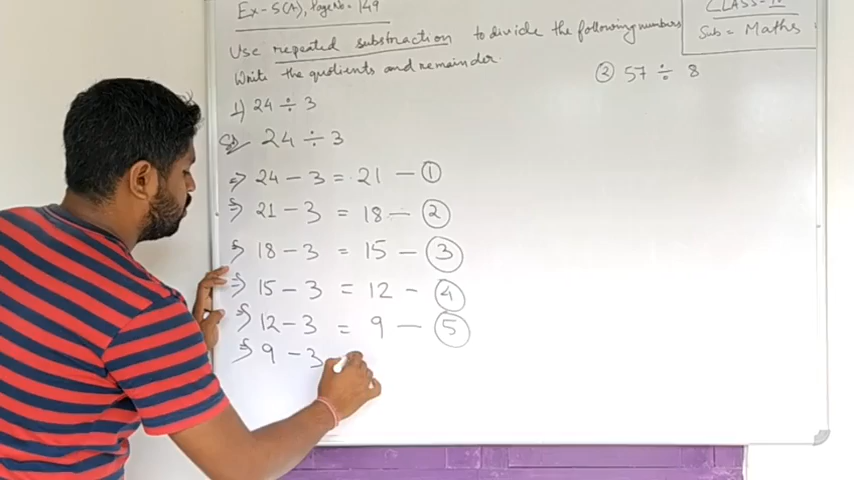 Ex-5(A), Page No = 149
CLASS-
Sub = Maths
Use repeated substraction to divide the following numbers
Write the quotients and remainder.
1) 24 ÷ 3
Sol 24 ÷ 3
=> 24 - 3 = 21 - ①
=> 21 - 3 = 18 - ②
=> 18 - 3 = 15 - ③
=> 15 - 3 = 12 - ④
=> 12 - 3 = 9 - ⑤
=> 9 - 3
② 57 ÷ 8